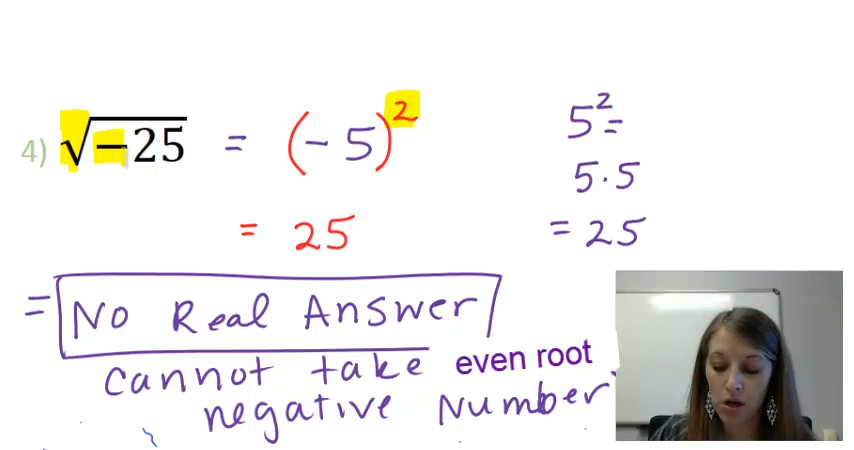 4) √-25 = (-5)² 5² =
5·5
= 25 = 25
= No Real Answer
cannot take even root
negative Number